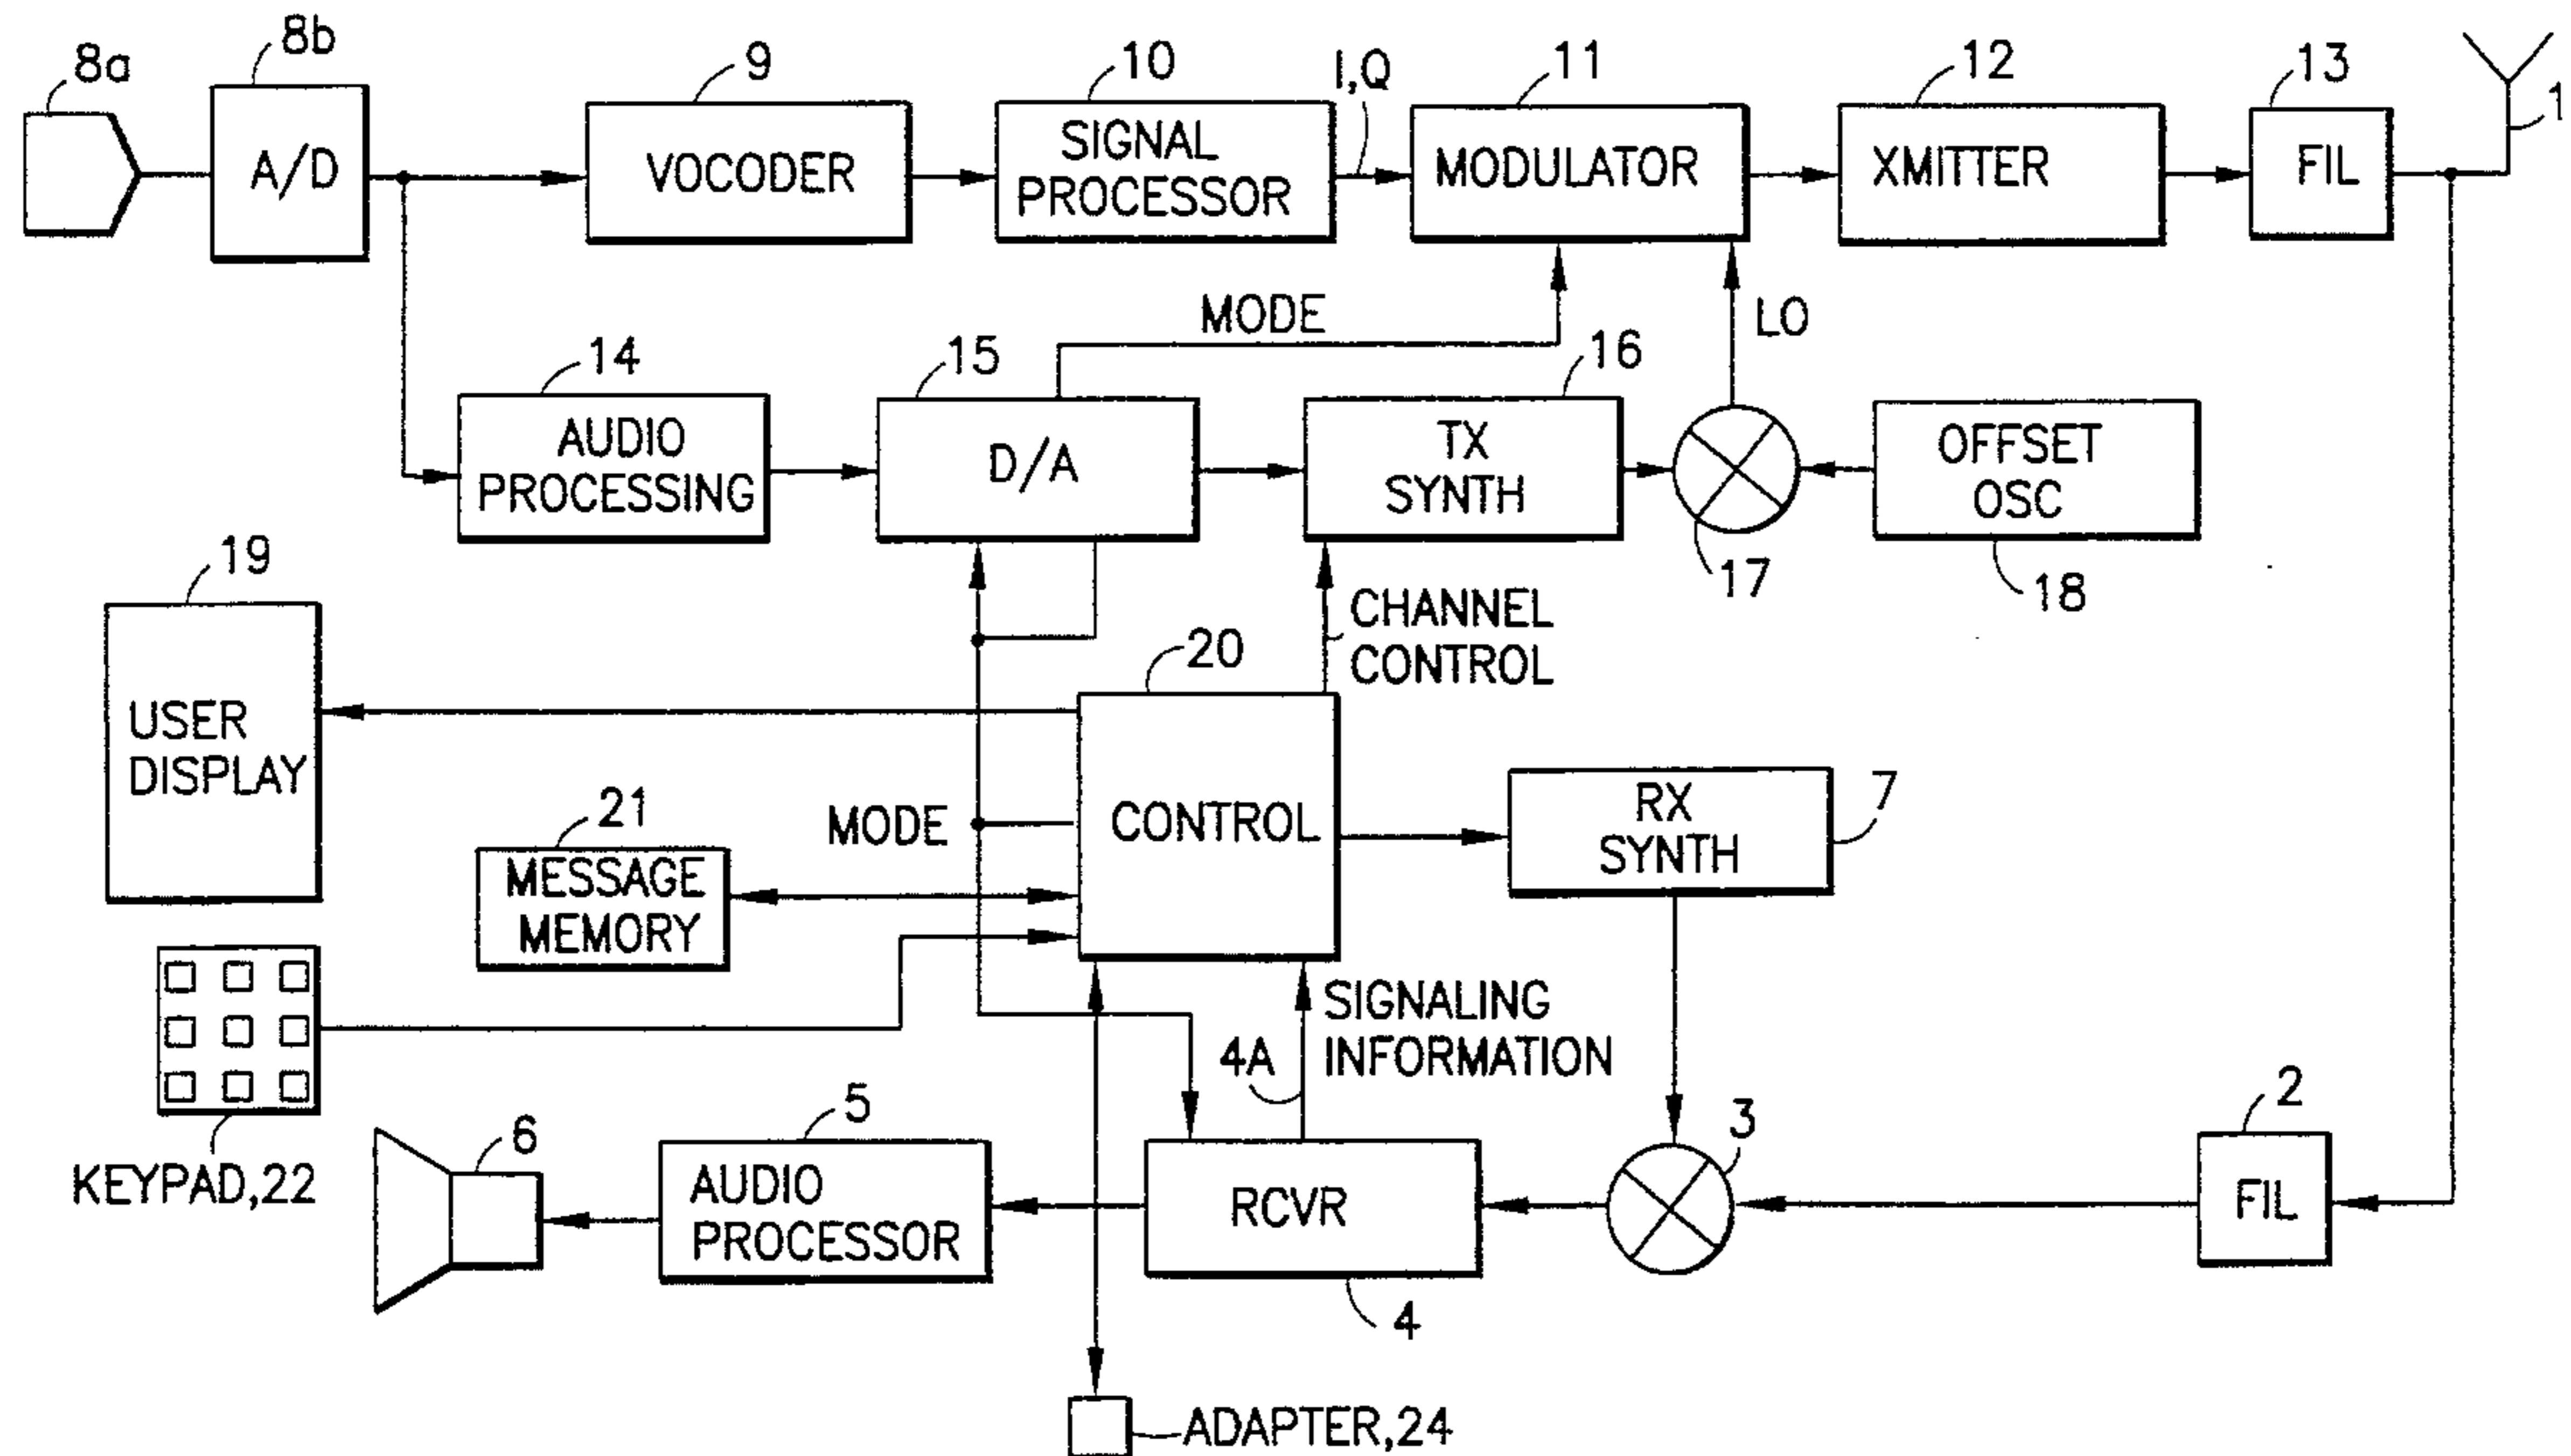 8a
8b
9
10
I,Q
11
12
13
1
A/D
VOCODER
SIGNAL
PROCESSOR
MODULATOR
XMITTER
FIL
MODE
LO
14
15
16
AUDIO
PROCESSING
D/A
TX
SYNTH
OFFSET
OSC
17
18
19
CHANNEL
CONTROL
20
USER
DISPLAY
21
MODE
CONTROL
RX
SYNTH
7
MESSAGE
MEMORY
SIGNALING
INFORMATION
4A
KEYPAD,22
6
5
3
2
AUDIO
PROCESSOR
RCVR
FIL
4
ADAPTER,24